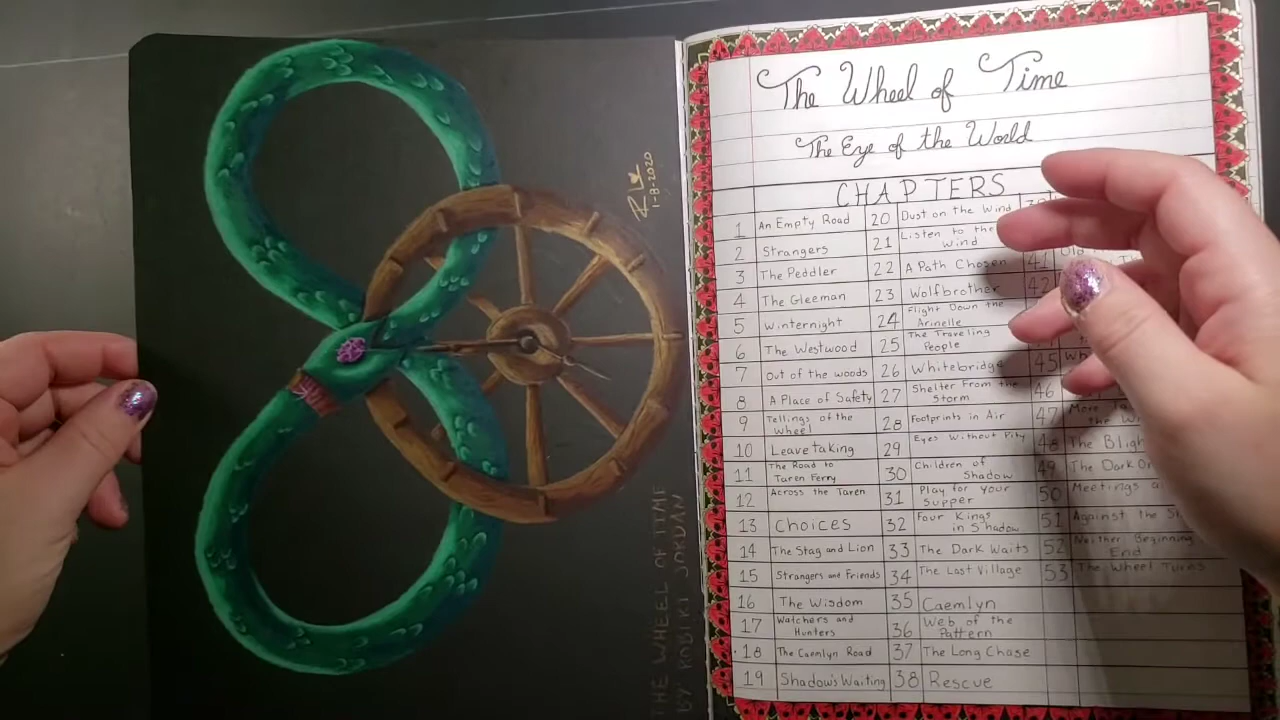 1-8-2020
THE WHEEL OF TIME
The Wheel of Time
The Eye of the World
CHAPTERS
1 An Empty Road
2 Strangers
3 The Peddler
4 The Gleeman
5 Winternight
6 The Westwood
7 Out of the woods
8 A Place of Safety
9 Tellings of the
Wheel
10 Leavetaking
11 The Road to
Taren Ferry
12 Across the Taren
13 Choices
14 The Stag and Lion
15 Strangers and Friends
16 The Wisdom
17 Watchers and
Hunters
18 The Caemlyn Road
19 Shadow's Waiting
20 Dust on the Wind
21 Listen to the
Wind
22 A Path Chosen
23 Wolfbrother
24 Flight Down the
Arinelle
25 The Traveling
People
26 Whitebridge
27 Shelter From the
Storm
28 Footprints in Air
29 Eyes Without Pity
30 Children of
Shadow
31 Play for your
Supper
32 Four Kings
in Shadow
33 The Dark Waits
34 The Last Village
35 Caemlyn
36 Web of the
Pattern
37 The Long Chase
38 Rescue
41
42
45
46
47
48 The
49 The Dark
50 Meetings
51 Against the
52 Neither Beginning
End
53 The Wheel Turns